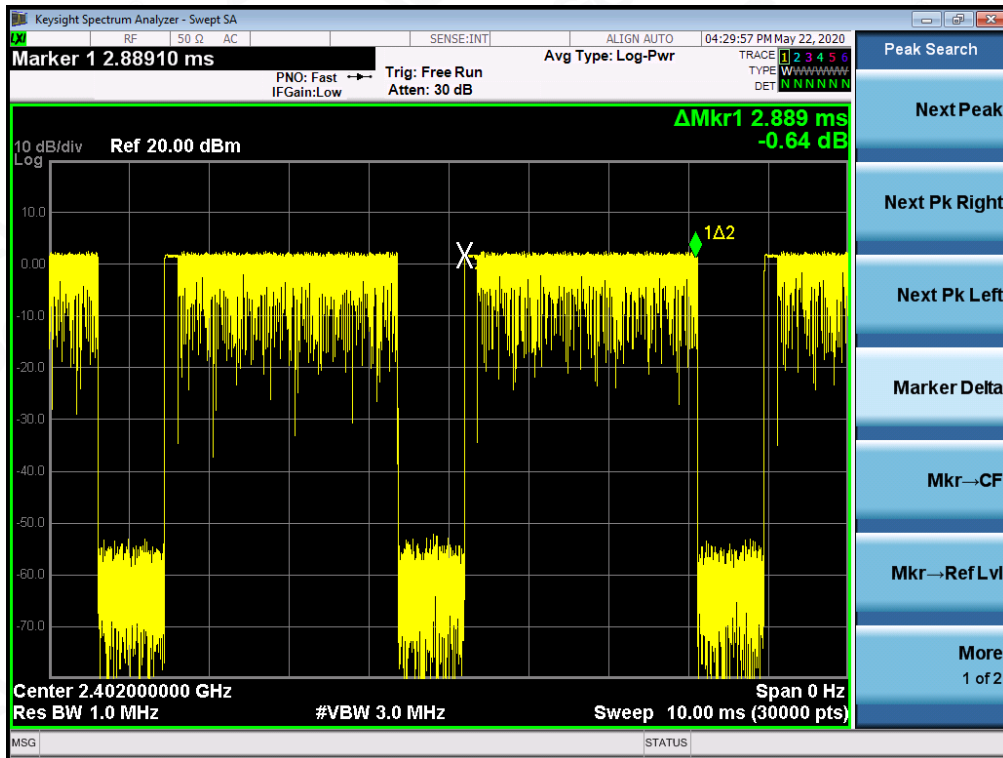 Keysight Spectrum Analyzer - Swept SA
LXI RF 50 Ω AC SENSE:INT ALIGN AUTO 04:29:57 PM May 22, 2020
Marker 1 2.88910 ms
PNO: Fast
IFGain:Low
Trig: Free Run
Atten: 30 dB
Avg Type: Log-Pwr
TRACE 1 2 3 4 5 6
TYPE WWWWWW
DET N N N N N N
ΔMkr1 2.889 ms
-0.64 dB
10 dB/div Ref 20.00 dBm
Log
10.0
0.00
-10.0
-20.0
-30.0
-40.0
-50.0
-60.0
-70.0
X
1Δ2
Center 2.402000000 GHz Span 0 Hz
Res BW 1.0 MHz #VBW 3.0 MHz Sweep 10.00 ms (30000 pts)
MSG STATUS
Peak Search
Next Peak
Next Pk Right
Next Pk Left
Marker Delta
Mkr→CF
Mkr→Ref Lvl
More
1 of 2